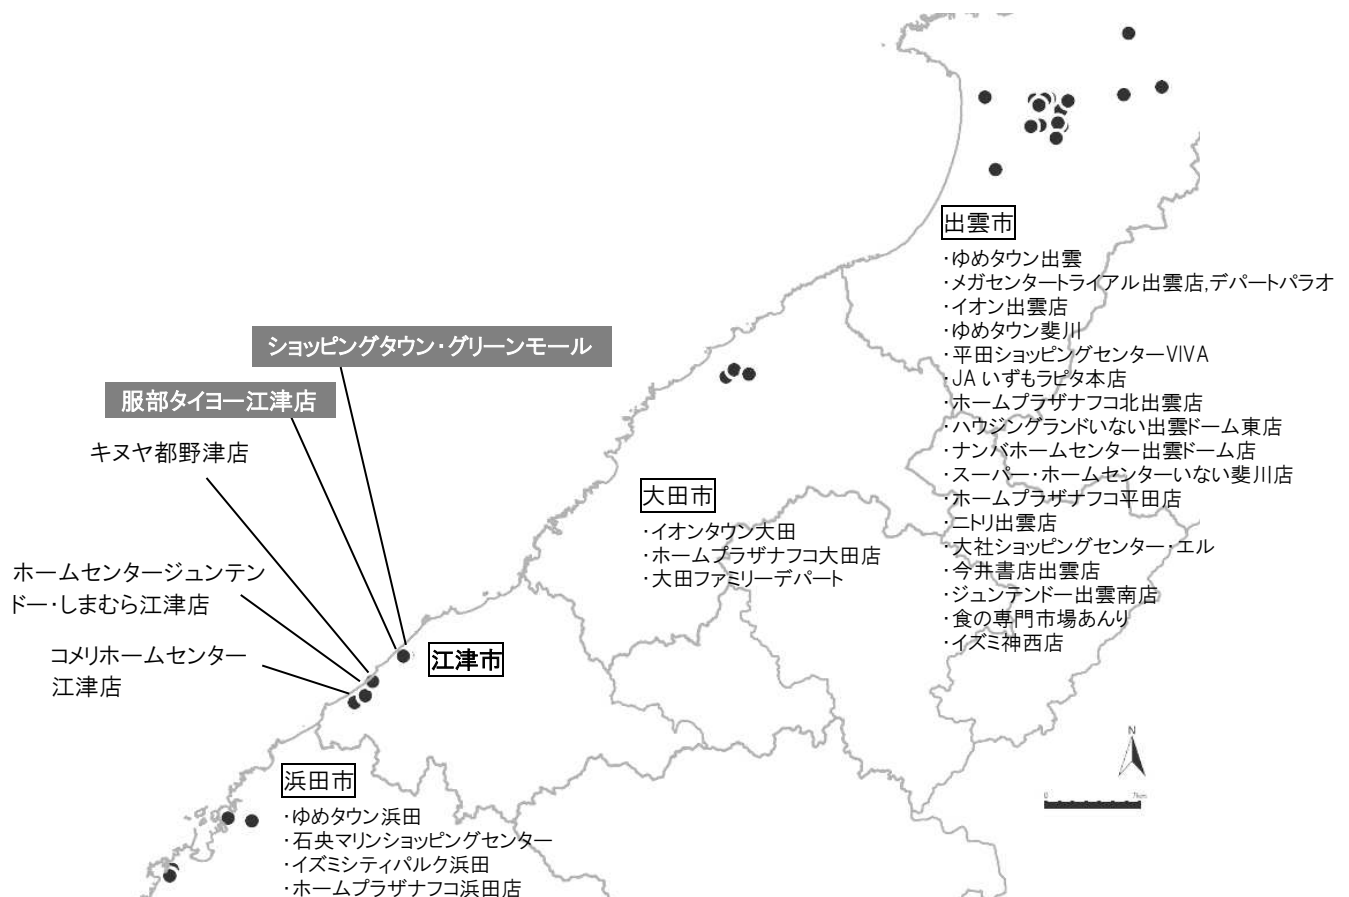 出雲市
・ゆめタウン出雲
・メガセンタートライアル出雲店,デパートパラオ
・イオン出雲店
・ゆめタウン斐川
・平田ショッピングセンターVIVA
・JAいずもラピタ本店
・ホームプラザナフコ北出雲店
・ハウジングランドいない出雲ドーム東店
・ナンバホームセンター出雲ドーム店
・スーパー・ホームセンターいない斐川店
・ホームプラザナフコ平田店
・ニトリ出雲店
・大社ショッピングセンター・エル
・今井書店出雲店
・ジュンテンドー出雲南店
・食の専門市場あんり
・イズミ神西店
ショッピングタウン・グリーンモール
服部タイヨー江津店
キヌヤ都野津店
ホームセンタージュンテン
ドー・しまむら江津店
コメリホームセンター
江津店
江津市
大田市
・イオンタウン大田
・ホームプラザナフコ大田店
・大田ファミリーデパート
浜田市
・ゆめタウン浜田
・石央マリンショッピングセンター
・イズミシティパルク浜田
・ホームプラザナフコ浜田店
N
0 7km